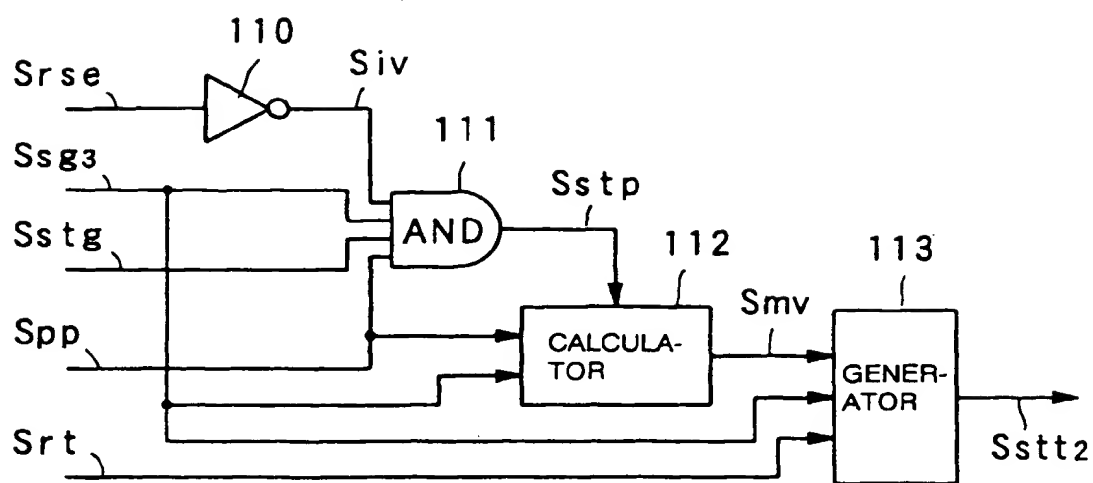 110
Srse
Siv
Ssg3
111
Sstg
AND
Sstp
112
113
Spp
CALCULA-
TOR
Smv
GENER-
ATOR
Srt
Sstt2